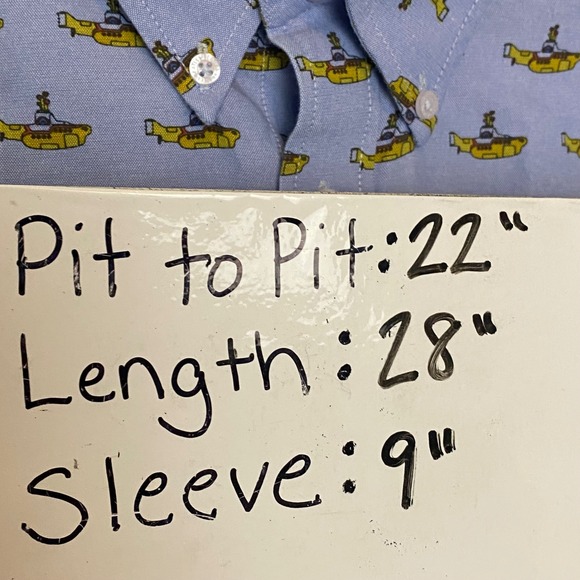 Pit to Pit: 22"
Length: 28"
Sleeve: 9"